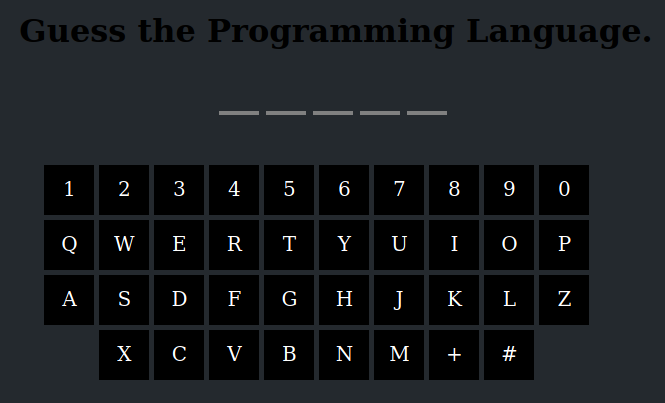 Guess the Programming Language.
1 2 3 4 5 6 7 8 9 0
Q W E R T Y U I O P
A S D F G H J K L Z
X C V B N M + #